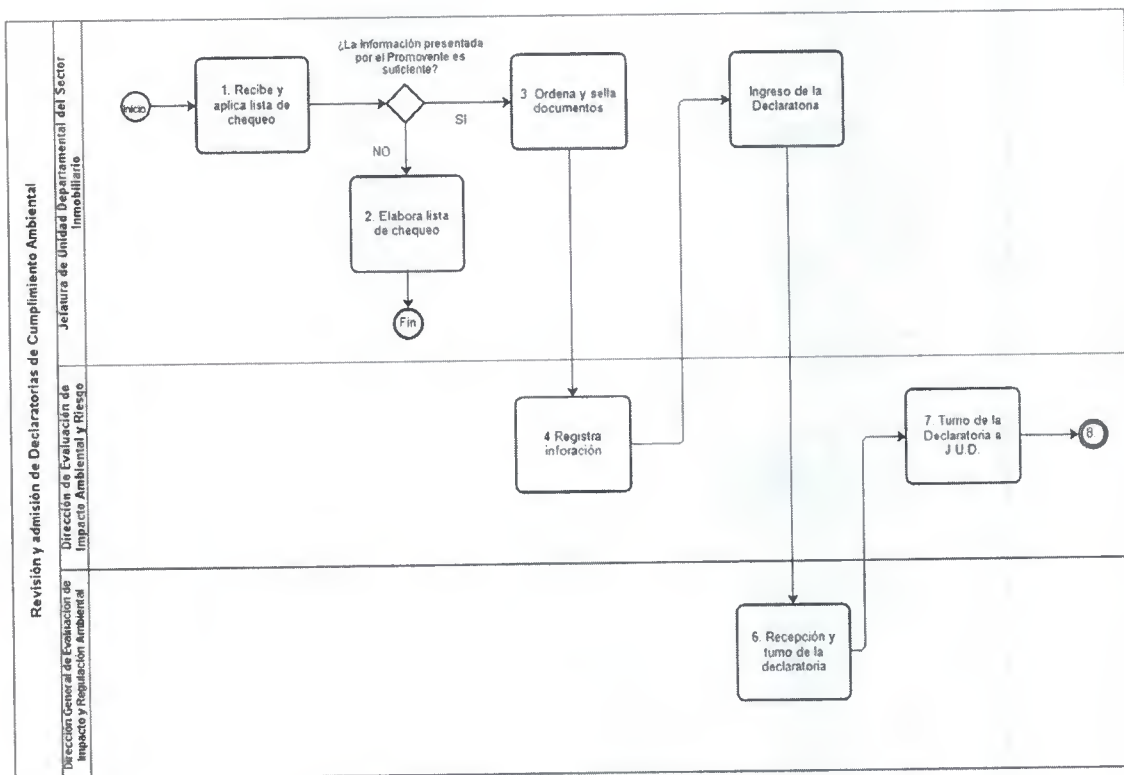 Revisión y admisión de Declaratorias de Cumplimiento Ambiental
Jefatura de Unidad Departamental del Sector
Inmobiliario
Inicio
1. Recibe y
aplica lista de
chequeo
¿La Información presentada
por el Promovente es
suficiente?
SI
NO
2. Elabora lista
de chequeo
Fin
3 Ordena y sella
documentos
Ingreso de la
Declaratoria
Dirección de Evaluación de
Impacto Ambiental y Riesgo
4 Registra
inforación
7. Turno de la
Declaratoria a
J.U.D.
8
Dirección General de Evaluación de
Impacto y Regulación Ambiental
6. Recepción y
turno de la
declaratoria